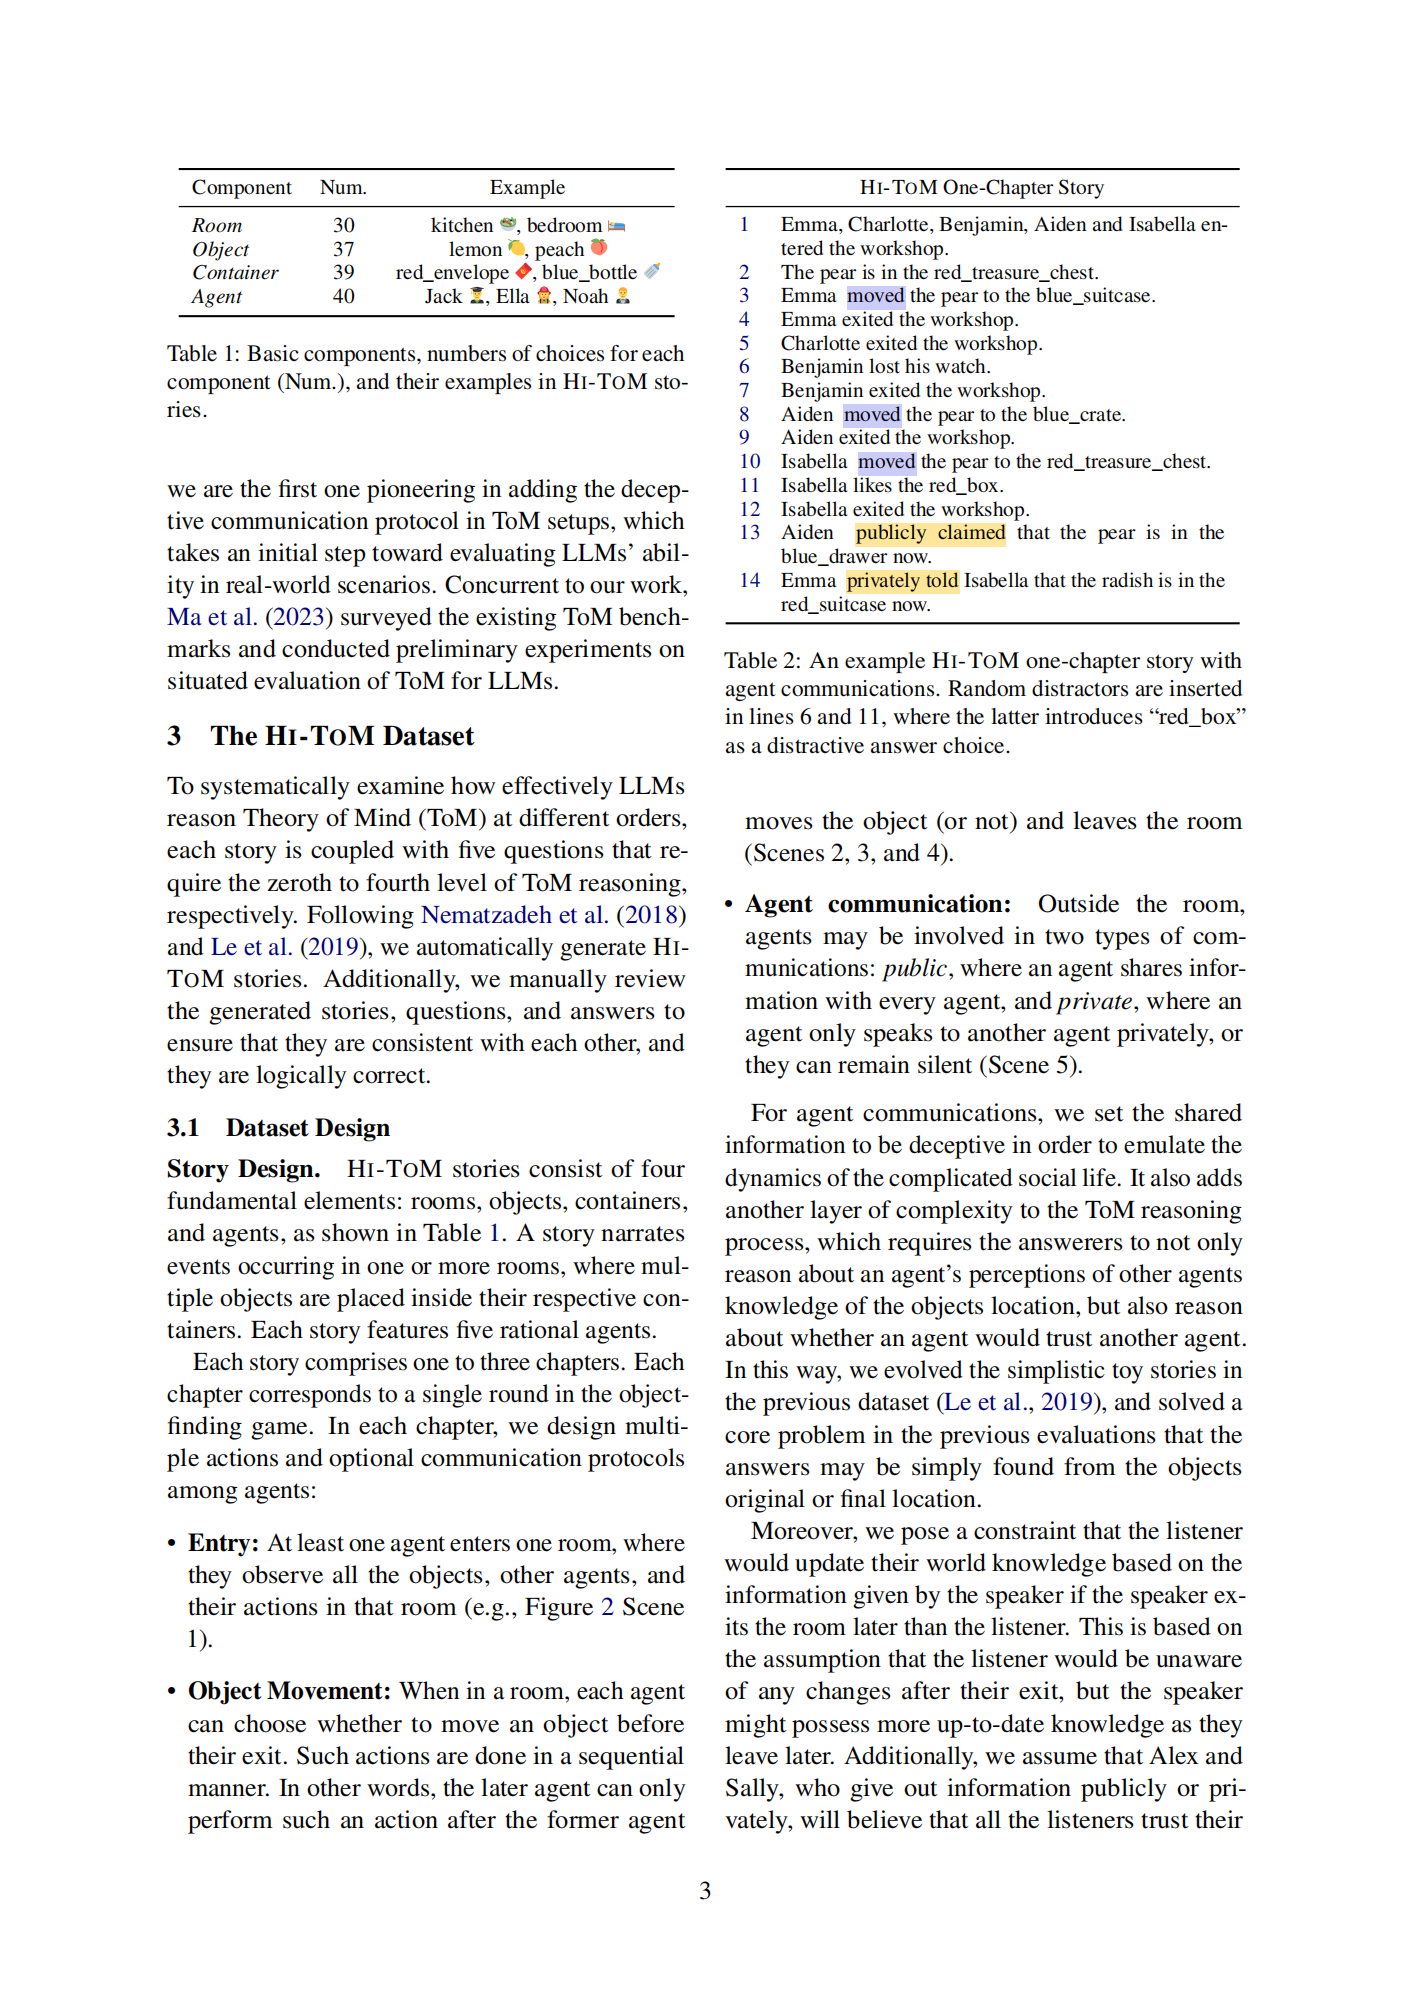 Component Num. Example
Room 30 kitchen, bedroom
Object 37 lemon, peach
Container 39 red_envelope, blue_bottle
Agent 40 Jack, Ella, Noah
Table 1: Basic components, numbers of choices for each
component (Num.), and their examples in HI-TOM sto-
ries.
we are the first one pioneering in adding the decep-
tive communication protocol in ToM setups, which
takes an initial step toward evaluating LLMs' abil-
ity in real-world scenarios. Concurrent to our work,
Ma et al. (2023) surveyed the existing ToM bench-
marks and conducted preliminary experiments on
situated evaluation of ToM for LLMs.
3 The HI-TOM Dataset
To systematically examine how effectively LLMs
reason Theory of Mind (ToM) at different orders,
each story is coupled with five questions that re-
quire the zeroth to fourth level of ToM reasoning,
respectively. Following Nematzadeh et al. (2018)
and Le et al. (2019), we automatically generate HI-
TOM stories. Additionally, we manually review
the generated stories, questions, and answers to
ensure that they are consistent with each other, and
they are logically correct.
3.1 Dataset Design
Story Design. HI-TOM stories consist of four
fundamental elements: rooms, objects, containers,
and agents, as shown in Table 1. A story narrates
events occurring in one or more rooms, where mul-
tiple objects are placed inside their respective con-
tainers. Each story features five rational agents.
Each story comprises one to three chapters. Each
chapter corresponds to a single round in the object-
finding game. In each chapter, we design multi-
ple actions and optional communication protocols
among agents:
• Entry: At least one agent enters one room, where
they observe all the objects, other agents, and
their actions in that room (e.g., Figure 2 Scene
1).
• Object Movement: When in a room, each agent
can choose whether to move an object before
their exit. Such actions are done in a sequential
manner. In other words, the later agent can only
perform such an action after the former agent
HI-TOM One-Chapter Story
1 Emma, Charlotte, Benjamin, Aiden and Isabella en-
tered the workshop.
2 The pear is in the red_treasure_chest.
3 Emma moved the pear to the blue_suitcase.
4 Emma exited the workshop.
5 Charlotte exited the workshop.
6 Benjamin lost his watch.
7 Benjamin exited the workshop.
8 Aiden moved the pear to the blue_crate.
9 Aiden exited the workshop.
10 Isabella moved the pear to the red_treasure_chest.
11 Isabella likes the red_box.
12 Isabella exited the workshop.
13 Aiden publicly claimed that the pear is in the
blue_drawer now.
14 Emma privately told Isabella that the radish is in the
red_suitcase now.
Table 2: An example HI-TOM one-chapter story with
agent communications. Random distractors are inserted
in lines 6 and 11, where the latter introduces “red_box”
as a distractive answer choice.
moves the object (or not) and leaves the room
(Scenes 2, 3, and 4).
• Agent communication: Outside the room,
agents may be involved in two types of com-
munications: public, where an agent shares infor-
mation with every agent, and private, where an
agent only speaks to another agent privately, or
they can remain silent (Scene 5).
For agent communications, we set the shared
information to be deceptive in order to emulate the
dynamics of the complicated social life. It also adds
another layer of complexity to the ToM reasoning
process, which requires the answerers to not only
reason about an agent's perceptions of other agents
knowledge of the objects location, but also reason
about whether an agent would trust another agent.
In this way, we evolved the simplistic toy stories in
the previous dataset (Le et al., 2019), and solved a
core problem in the previous evaluations that the
answers may be simply found from the objects
original or final location.
Moreover, we pose a constraint that the listener
would update their world knowledge based on the
information given by the speaker if the speaker ex-
its the room later than the listener. This is based on
the assumption that the listener would be unaware
of any changes after their exit, but the speaker
might possess more up-to-date knowledge as they
leave later. Additionally, we assume that Alex and
Sally, who give out information publicly or pri-
vately, will believe that all the listeners trust their
3